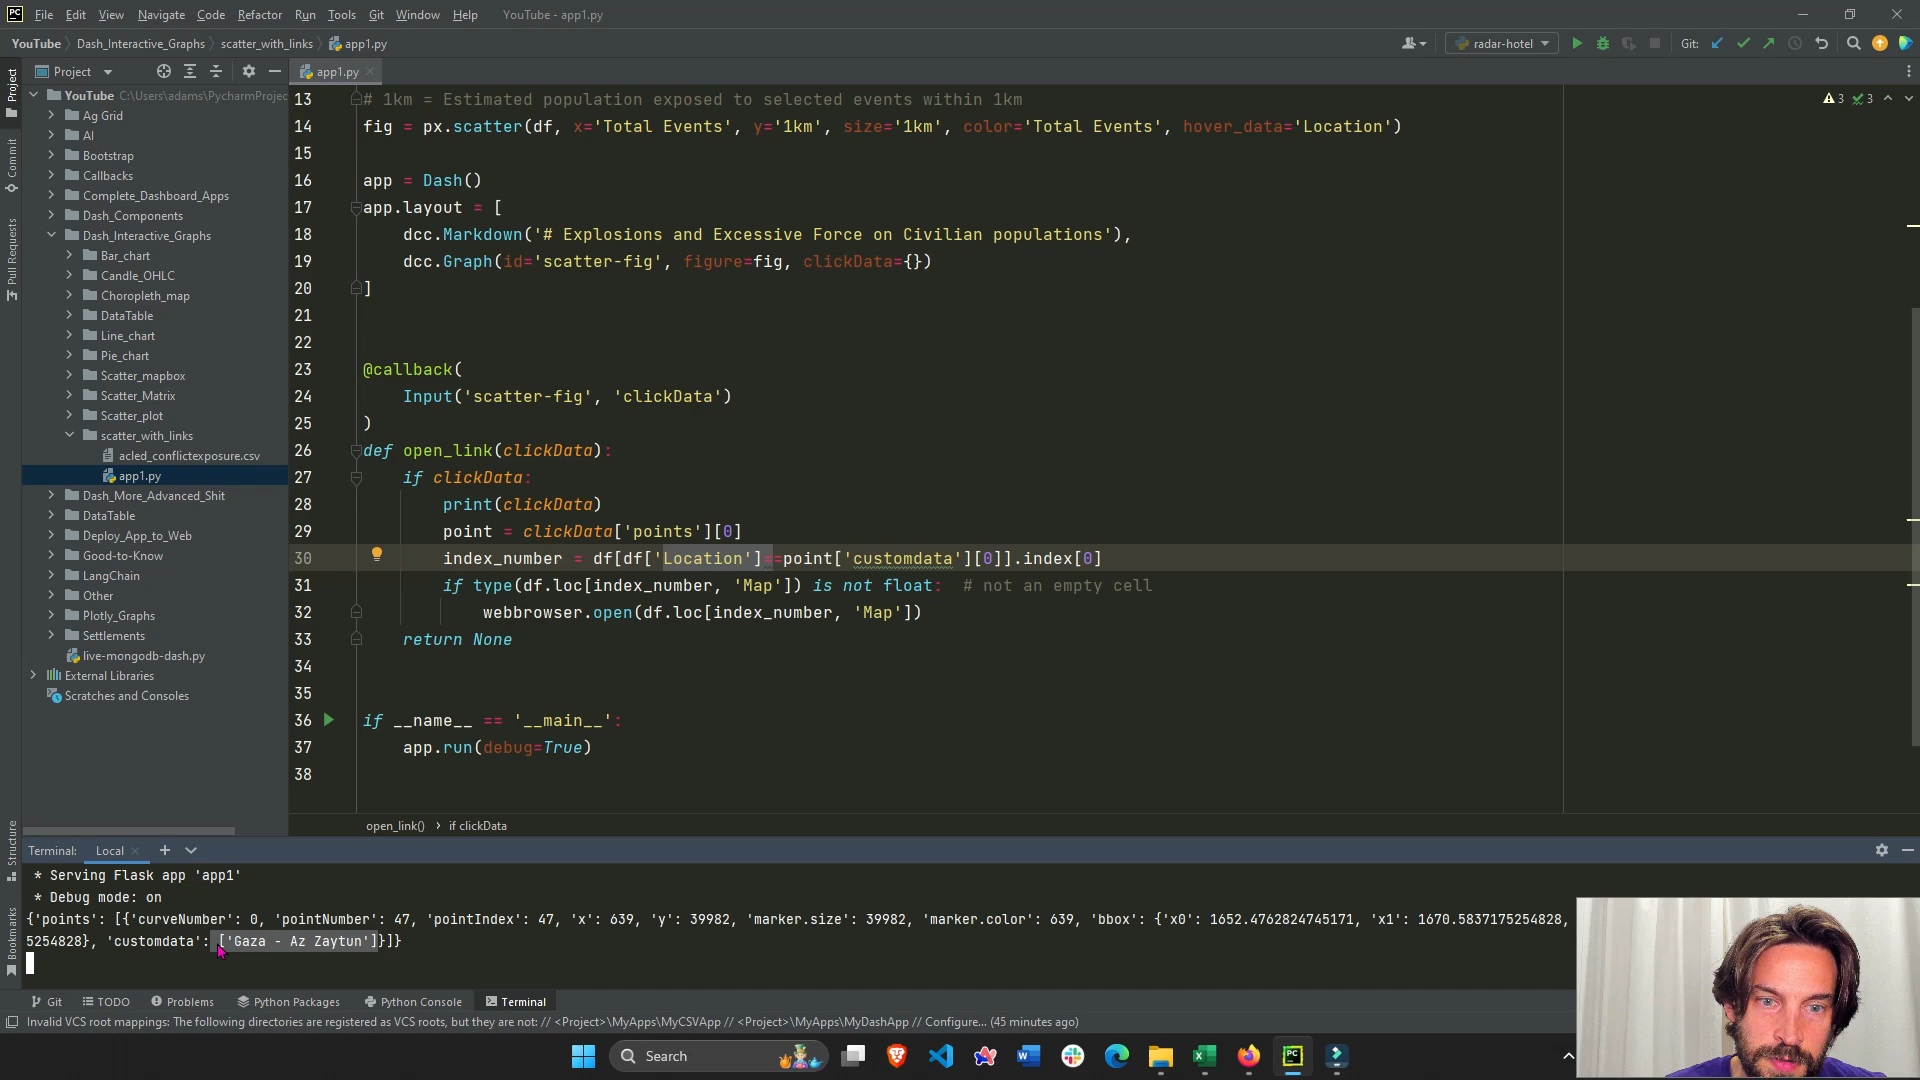 PC File Edit View Navigate Code Refactor Run Tools Git Window Help YouTube - app1.py
YouTube Dash_Interactive_Graphs scatter_with_links app1.py
radar-hotel Git:
Project
app1.py
YouTube C:\Users\adams\PycharmProjec
Ag Grid
AI
Bootstrap
Callbacks
Complete_Dashboard_Apps
Dash_Components
Dash_Interactive_Graphs
Bar_chart
Candle_OHLC
Choropleth_map
DataTable
Line_chart
Pie_chart
Scatter_mapbox
Scatter_Matrix
Scatter_plot
scatter_with_links
acled_conflictexposure.csv
app1.py
Dash_More_Advanced_Shit
DataTable
Deploy_App_to_Web
Good-to-Know
LangChain
Other
Plotly_Graphs
Settlements
live-mongodb-dash.py
External Libraries
Scratches and Consoles
Project
Commit
Pull Requests
Structure
Bookmarks
3 3
13 # 1km = Estimated population exposed to selected events within 1km
14 fig = px.scatter(df, x='Total Events', y='1km', size='1km', color='Total Events', hover_data='Location')
15
16 app = Dash()
17 app.layout = [
18 dcc.Markdown('# Explosions and Excessive Force on Civilian populations'),
19 dcc.Graph(id='scatter-fig', figure=fig, clickData={})
20 ]
21
22
23 @callback(
24 Input('scatter-fig', 'clickData')
25 )
26 def open_link(clickData):
27 if clickData:
28 print(clickData)
29 point = clickData['points'][0]
30 index_number = df[df['Location']==point['customdata'][0]].index[0]
31 if type(df.loc[index_number, 'Map']) is not float: # not an empty cell
32 webbrowser.open(df.loc[index_number, 'Map'])
33 return None
34
35
36 if __name__ == '__main__':
37 app.run(debug=True)
38
open_link() if clickData
Terminal: Local
* Serving Flask app 'app1'
* Debug mode: on
{'points': [{'curveNumber': 0, 'pointNumber': 47, 'pointIndex': 47, 'x': 639, 'y': 39982, 'marker.size': 39982, 'marker.color': 639, 'bbox': {'x0': 1652.4762824745171, 'x1': 1670.5837175254828,
5254828}, 'customdata': ['Gaza - Az Zaytun']}]}
Git TODO Problems Python Packages Python Console Terminal
Invalid VCS root mappings: The following directories are registered as VCS roots, but they are not: // <Project>\MyApps\MyCSVApp // <Project>\MyApps\MyDashApp // Configure... (45 minutes ago)
Search